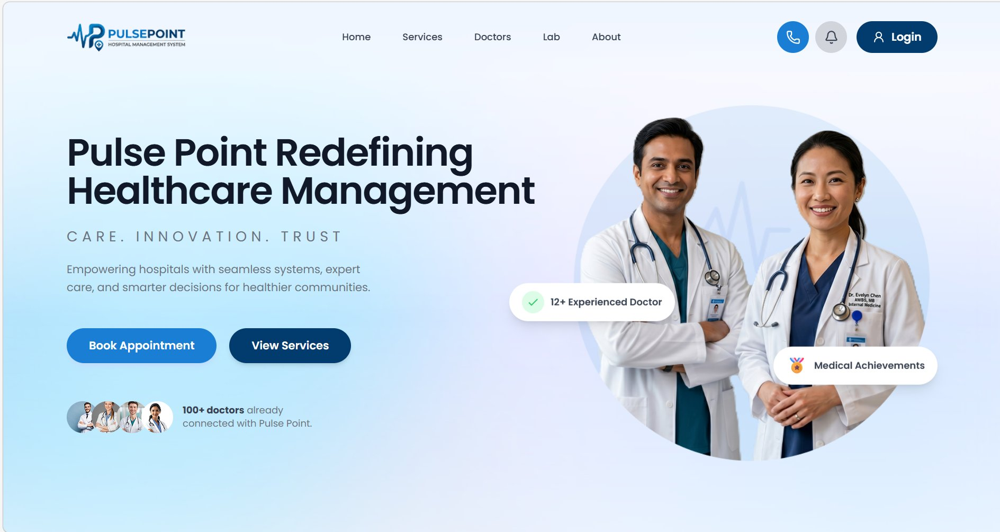 PULSEPOINT
HOSPITAL MANAGEMENT SYSTEM
Home
Services
Doctors
Lab
About
Login
Pulse Point Redefining
Healthcare Management
CARE. INNOVATION. TRUST
Empowering hospitals with seamless systems, expert
care, and smarter decisions for healthier communities.
Book Appointment
View Services
100+ doctors already
connected with Pulse Point.
12+ Experienced Doctor
Dr. Evelyn Chen
AWBS, MB
Internal Medicine
Medical Achievements